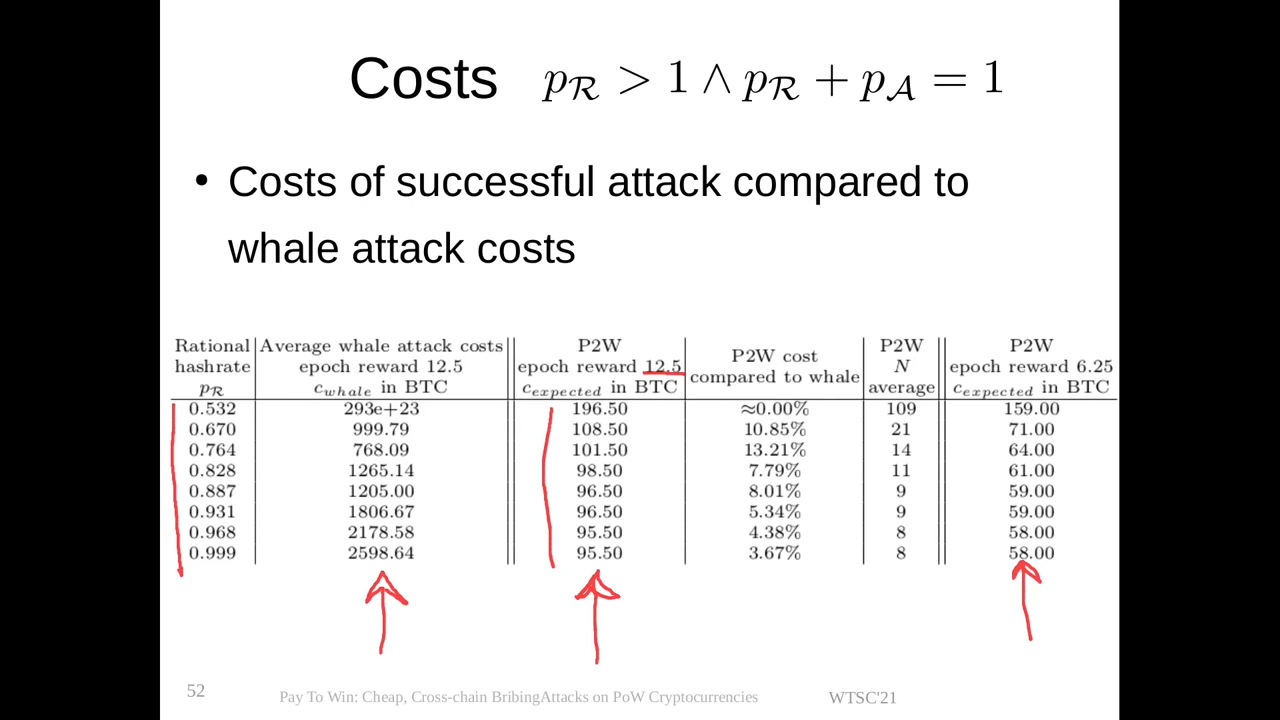 Costs p_R > 1 ∧ p_R + p_A = 1
• Costs of successful attack compared to
whale attack costs
Rational hashrate p_R | Average whale attack costs epoch reward 12.5 c_whale in BTC | P2W epoch reward 12.5 c_expected in BTC | P2W cost compared to whale | P2W N average | P2W epoch reward 6.25 c_expected in BTC
0.532 | 293e+23 | 196.50 | ≈0.00% | 109 | 159.00
0.670 | 999.79 | 108.50 | 10.85% | 21 | 71.00
0.764 | 768.09 | 101.50 | 13.21% | 14 | 64.00
0.828 | 1265.14 | 98.50 | 7.79% | 11 | 61.00
0.887 | 1205.00 | 96.50 | 8.01% | 9 | 59.00
0.931 | 1806.67 | 96.50 | 5.34% | 9 | 59.00
0.968 | 2178.58 | 95.50 | 4.38% | 8 | 58.00
0.999 | 2598.64 | 95.50 | 3.67% | 8 | 58.00
52 Pay To Win: Cheap, Cross-chain BribingAttacks on PoW Cryptocurrencies WTSC'21